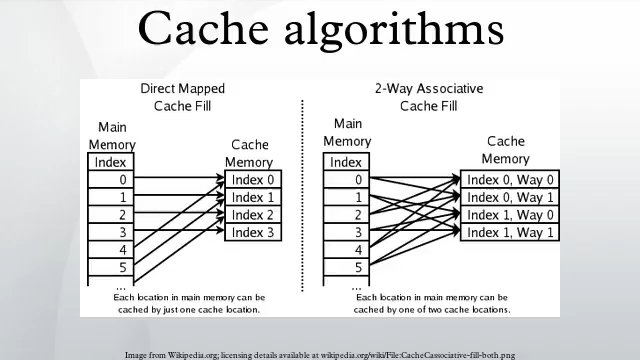 Cache algorithms
Direct Mapped
Cache Fill
Main
Memory
Index
0
1
2
3
4
5
...
Cache
Memory
Index 0
Index 1
Index 2
Index 3
Each location in main memory can be
cached by just one cache location.
2-Way Associative
Cache Fill
Main
Memory
Index
0
1
2
3
4
5
...
Cache
Memory
Index 0, Way 0
Index 0, Way 1
Index 1, Way 0
Index 1, Way 1
Each location in main memory can be
cached by one of two cache locations.
Image from Wikipedia.org; licensing details available at wikipedia.org/wiki/File:CacheCassociative-fill-both.png